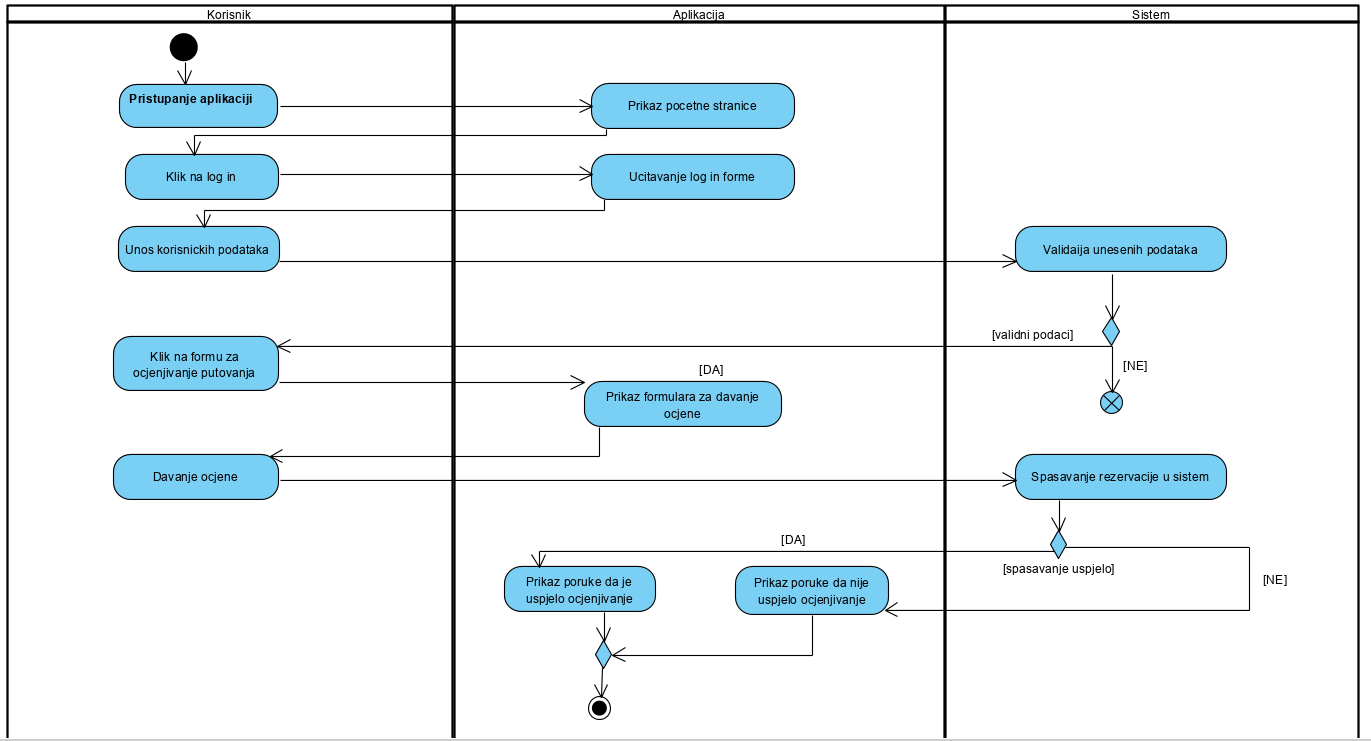 Korisnik
Aplikacija
Sistem
Pristupanje aplikaciji
Prikaz pocetne stranice
Klik na log in
Ucitavanje log in forme
Unos korisnickih podataka
Validaija unesenih podataka
[validni podaci]
Klik na formu za
ocjenjivanje putovanja
[DA]
[NE]
Prikaz formulara za davanje
ocjene
Davanje ocjene
Spasavanje rezervacije u sistem
[DA]
[spasavanje uspjelo]
[NE]
Prikaz poruke da je
uspjelo ocjenjivanje
Prikaz poruke da nije
uspjelo ocjenjivanje